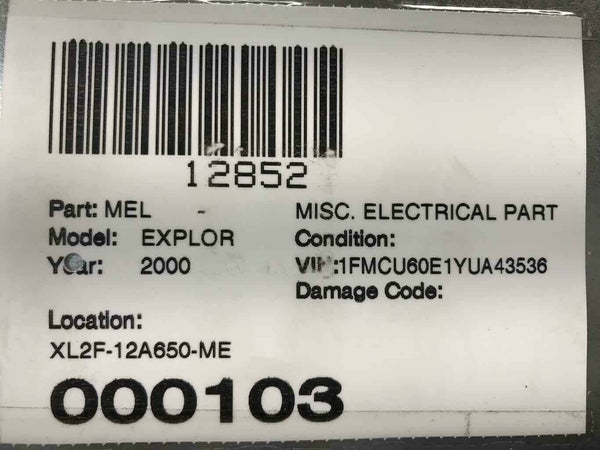 12852
Part: MEL - MISC. ELECTRICAL PART
Model: EXPLOR Condition:
Year: 2000 VIN:1FMCU60E1YUA43536
Damage Code:
Location:
XL2F-12A650-ME
000103